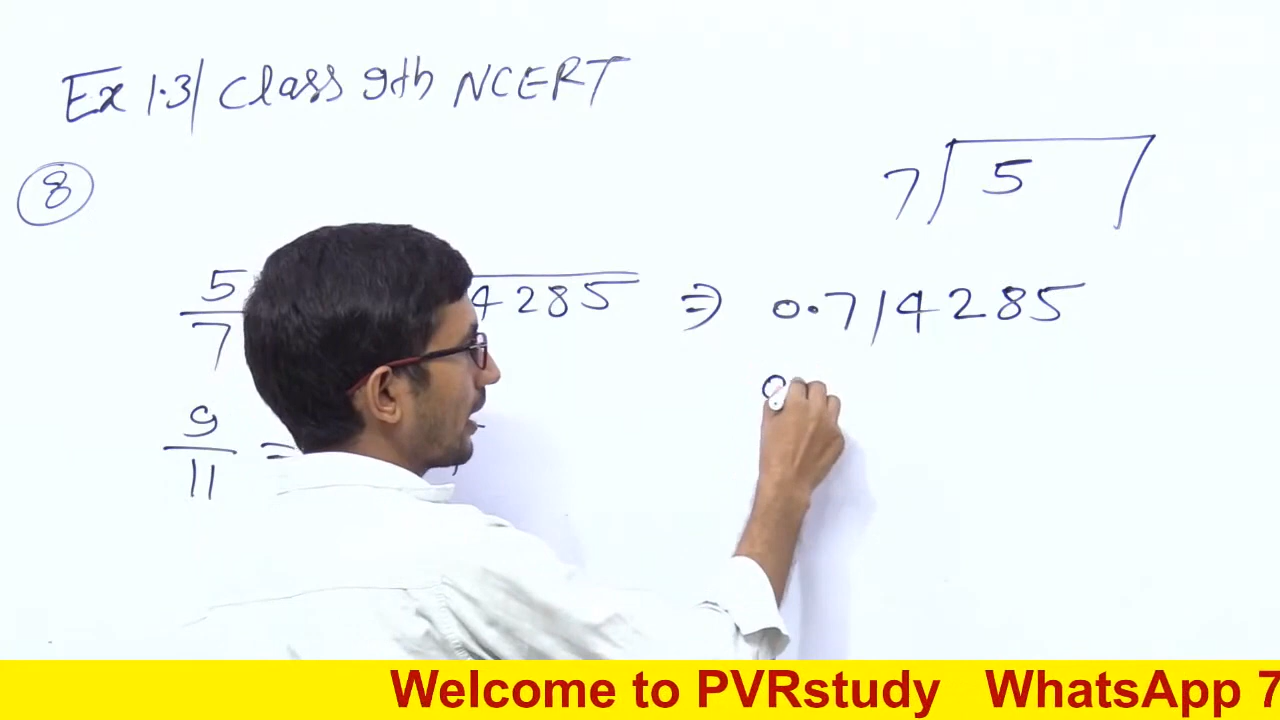 Ex 1.3| Class 9th NCERT
8
7 5
5/7 4285 ⇒ 0.714285
0
9/11 =
Welcome to PVRstudy WhatsApp 7